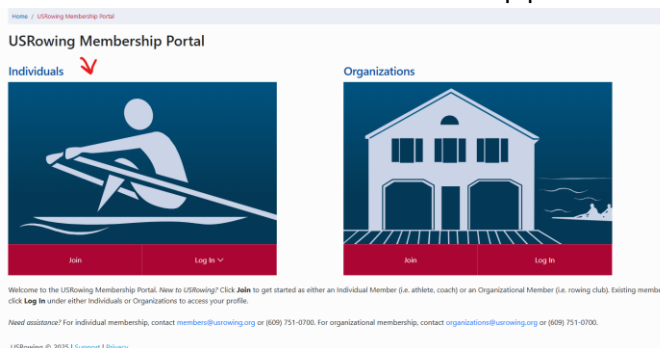 Home / USRowing Membership Portal
USRowing Membership Portal
Individuals
Organizations
Join
Log In
Join
Log In
Welcome to the USRowing Membership Portal. New to USRowing? Click Join to get started as either an Individual Member (i.e. athlete, coach) or an Organizational Member (i.e. rowing club). Existing
click Log In under either Individuals or Organizations to access your profile.
Need assistance? For individual membership, contact members@usrowing.org or (609) 751-0700. For organizational membership, contact organizations@usrowing.org or (609) 751-0700.
USRowing © 2025 | Support | Privacy